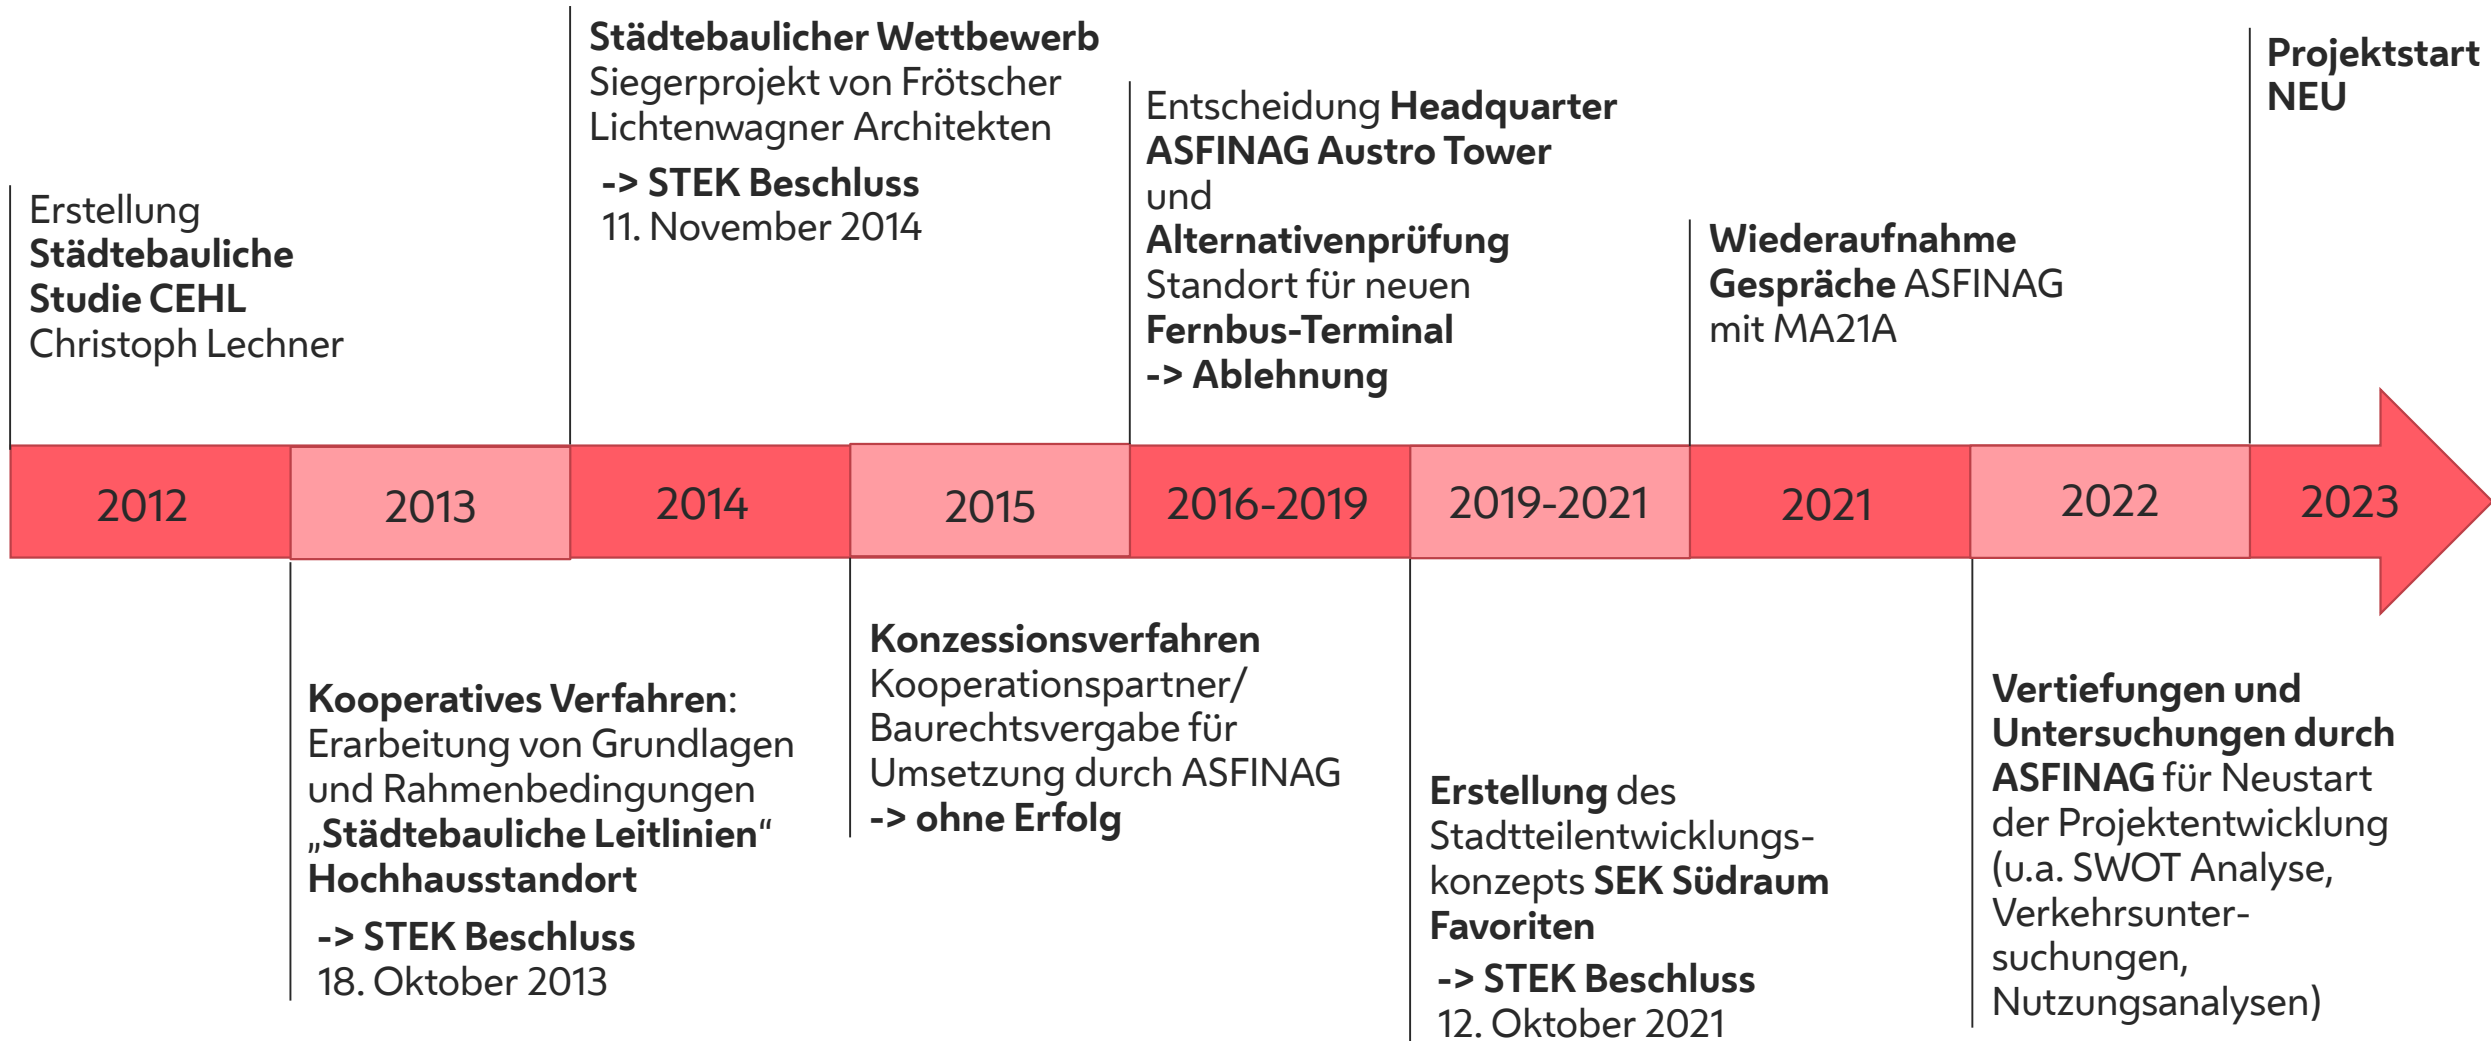 Erstellung
Städtebauliche
Studie CEHL
Christoph Lechner
Städtebaulicher Wettbewerb
Siegerprojekt von Frötscher
Lichtenwagner Architekten
-> STEK Beschluss
11. November 2014
Entscheidung Headquarter
ASFINAG Austro Tower
und
Alternativenprüfung
Standort für neuen
Fernbus-Terminal
-> Ablehnung
Wiederaufnahme
Gespräche ASFINAG
mit MA21A
Projektstart
NEU
2012
2013
2014
2015
2016-2019
2019-2021
2021
2022
2023
Kooperatives Verfahren:
Erarbeitung von Grundlagen
und Rahmenbedingungen
„Städtebauliche Leitlinien“
Hochhausstandort
-> STEK Beschluss
18. Oktober 2013
Konzessionsverfahren
Kooperationspartner/
Baurechtsvergabe für
Umsetzung durch ASFINAG
-> ohne Erfolg
Erstellung des
Stadtteilentwicklungs-
konzepts SEK Südraum
Favoriten
-> STEK Beschluss
12. Oktober 2021
Vertiefungen und
Untersuchungen durch
ASFINAG für Neustart
der Projektentwicklung
(u.a. SWOT Analyse,
Verkehrsunter-
suchungen,
Nutzungsanalysen)